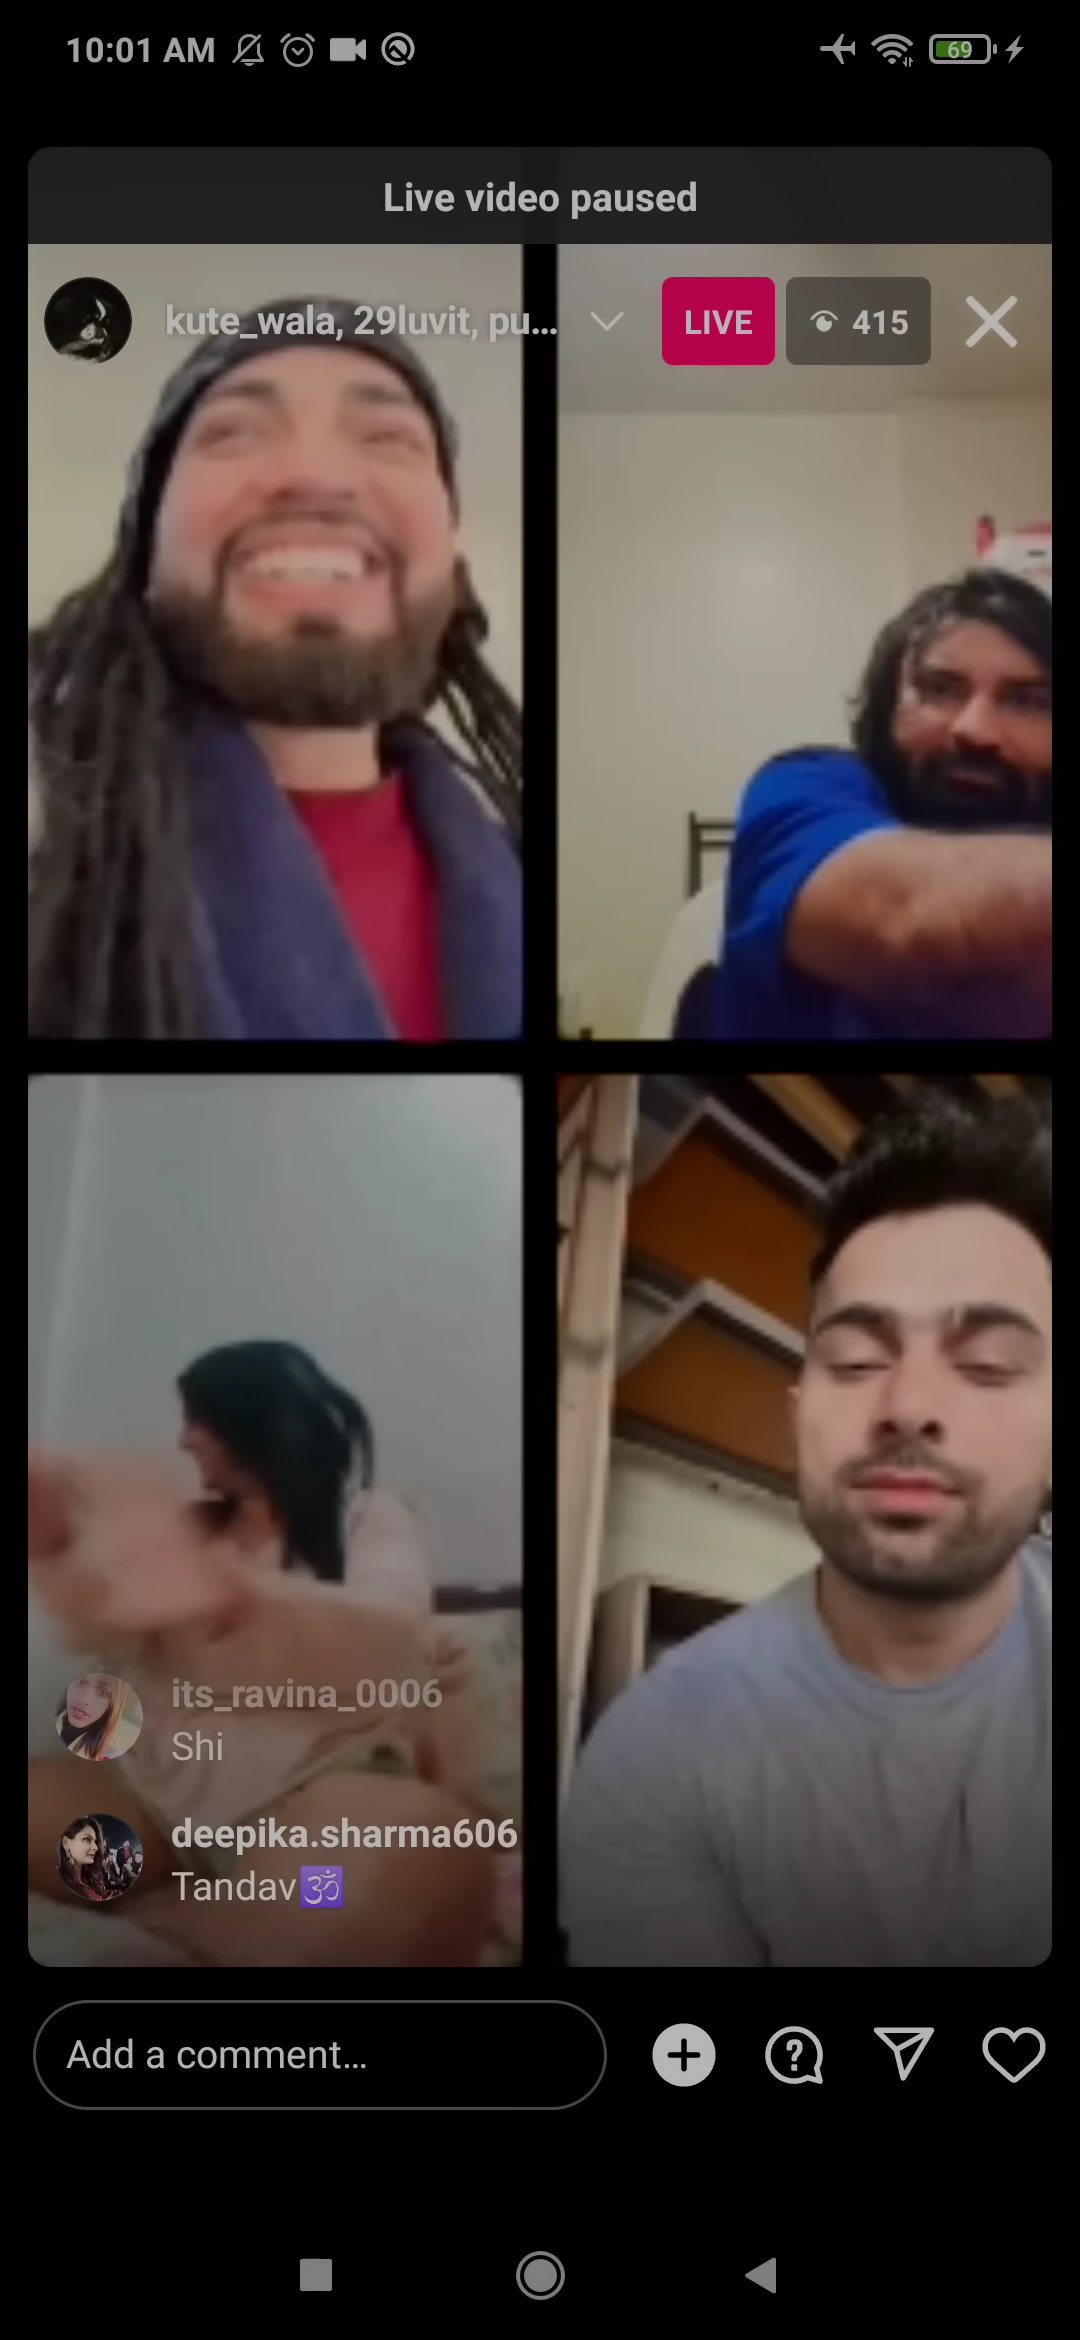 10:01 AM
69
Live video paused
kute_wala, 29luvit, pu...
LIVE
415
its_ravina_0006
Shi
deepika.sharma606
Tandav🕉️
Add a comment...